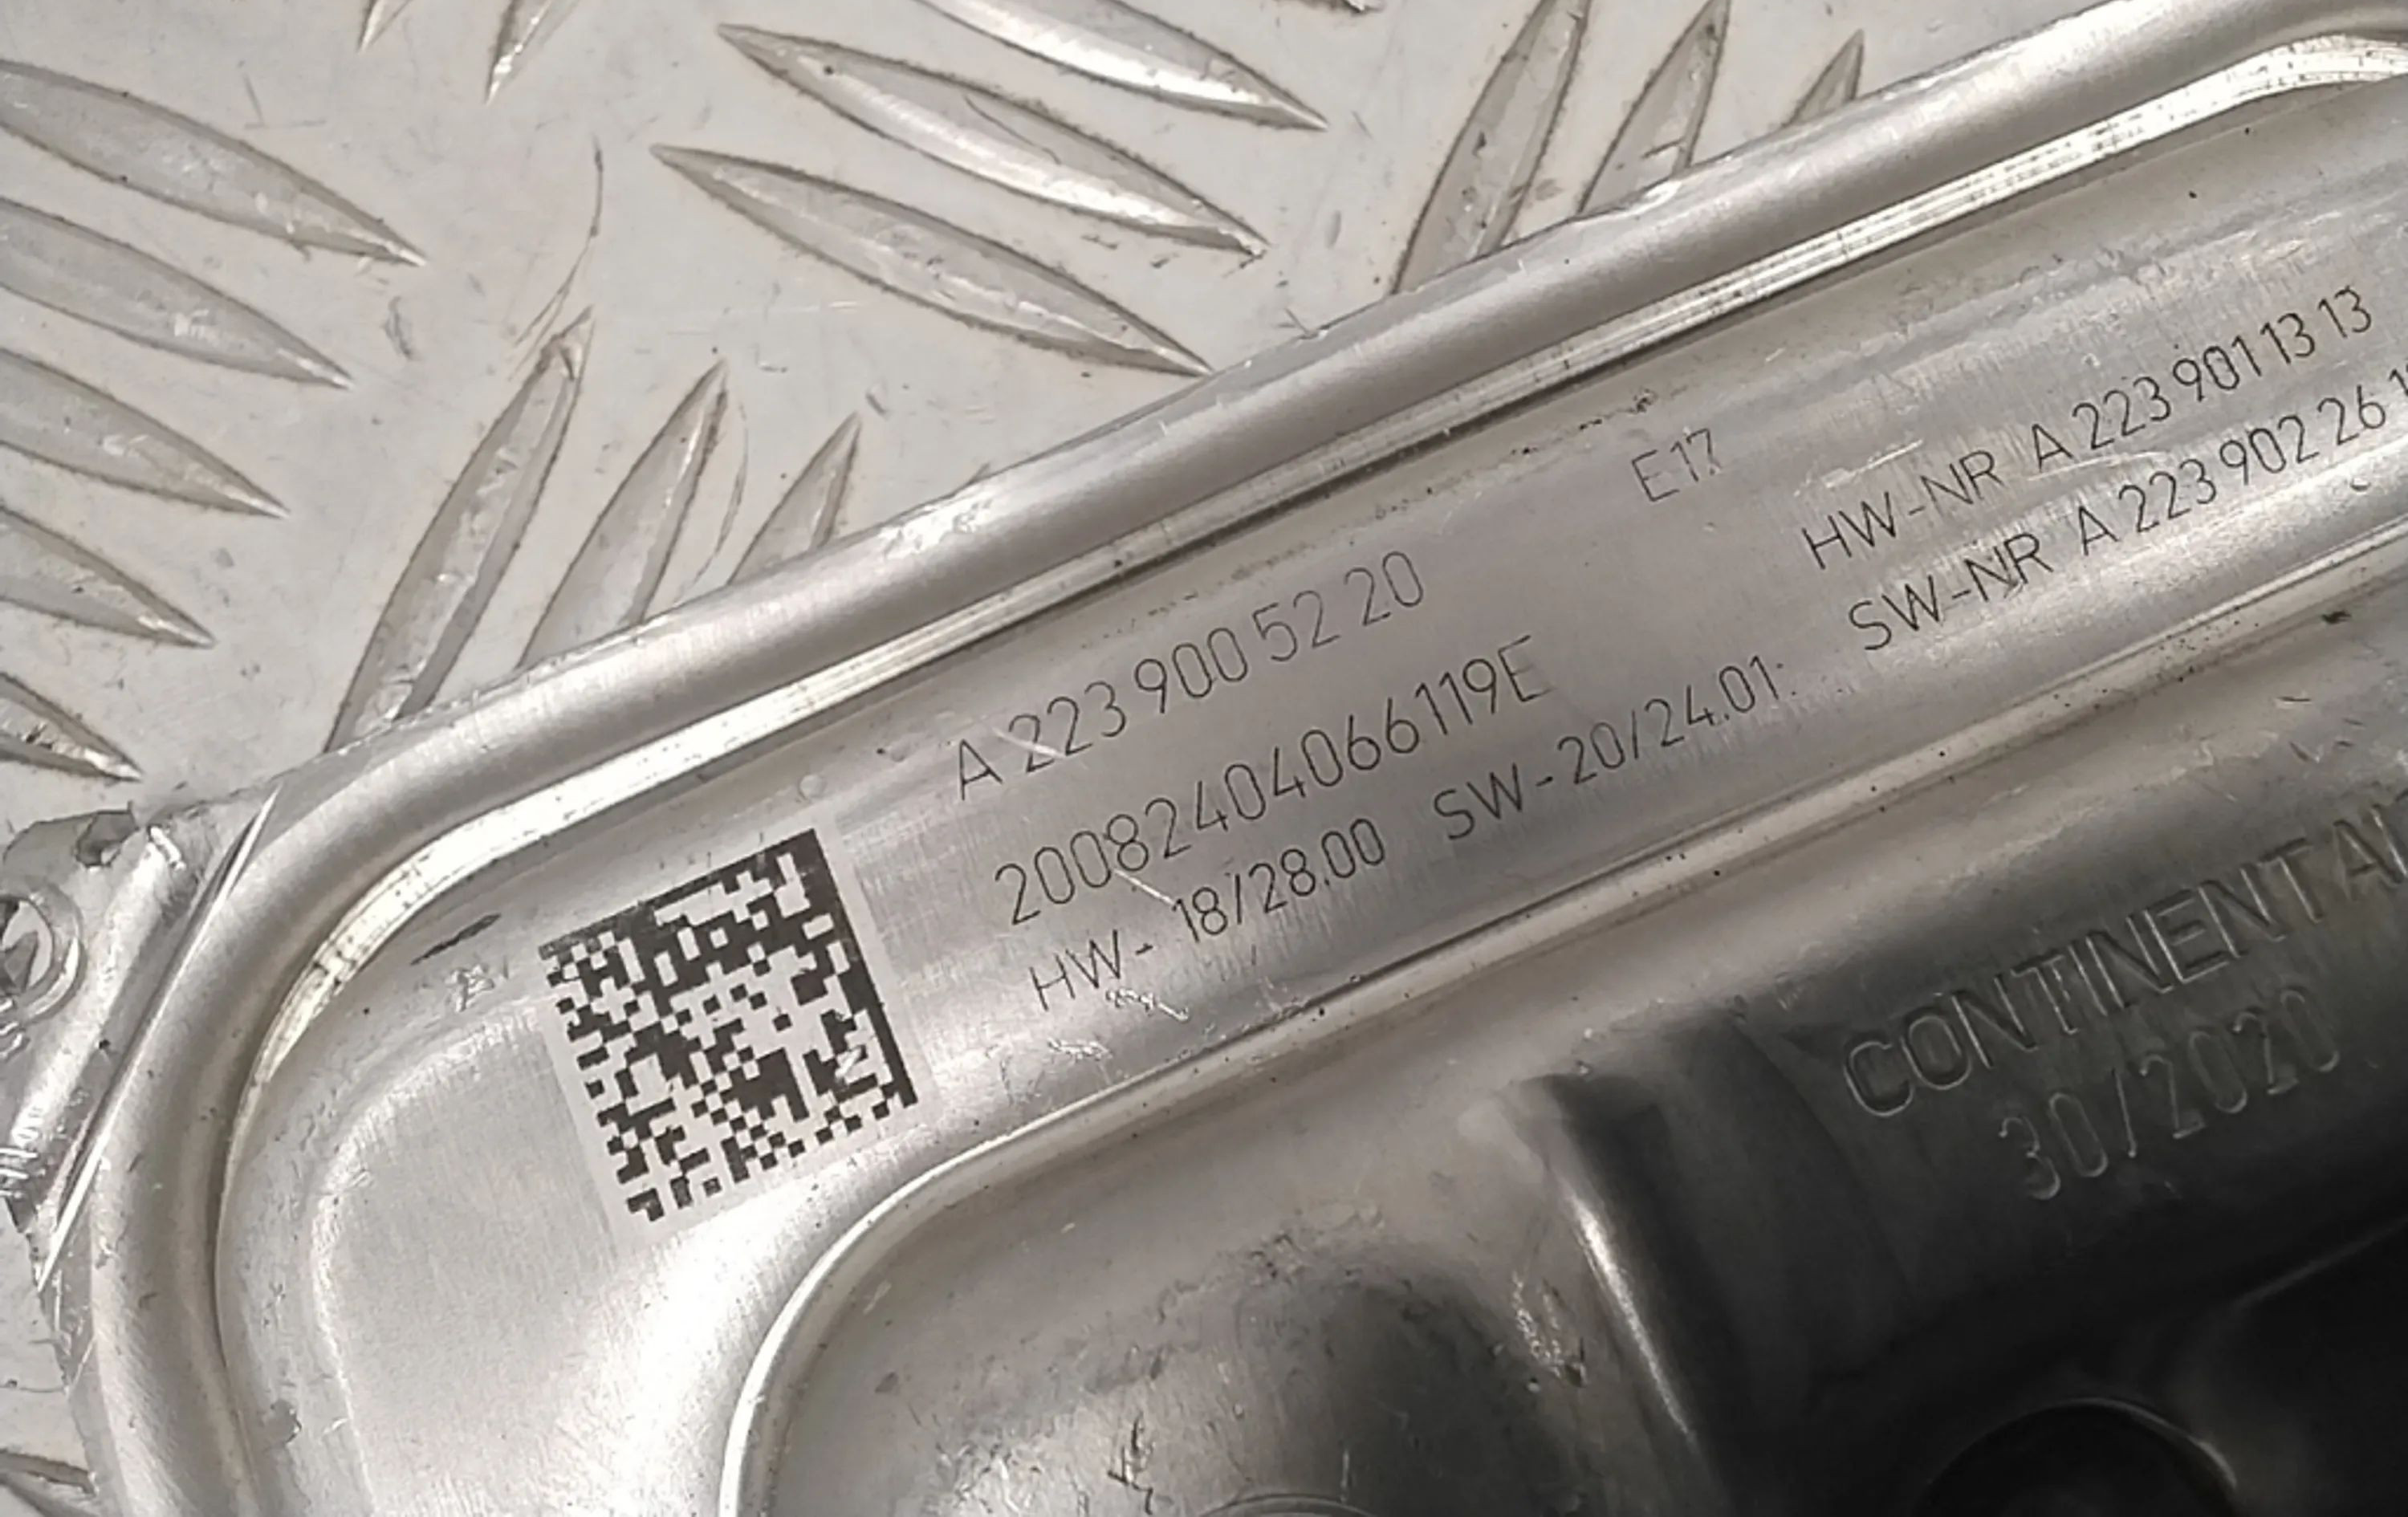 A 223 900 52 20
E17
20082404066119E
HW- 18/28.00 SW-20/24.01
HW-NR A 223 901 13 13
SW-NR A 223 902 26
CONTINENTAL
30/2020